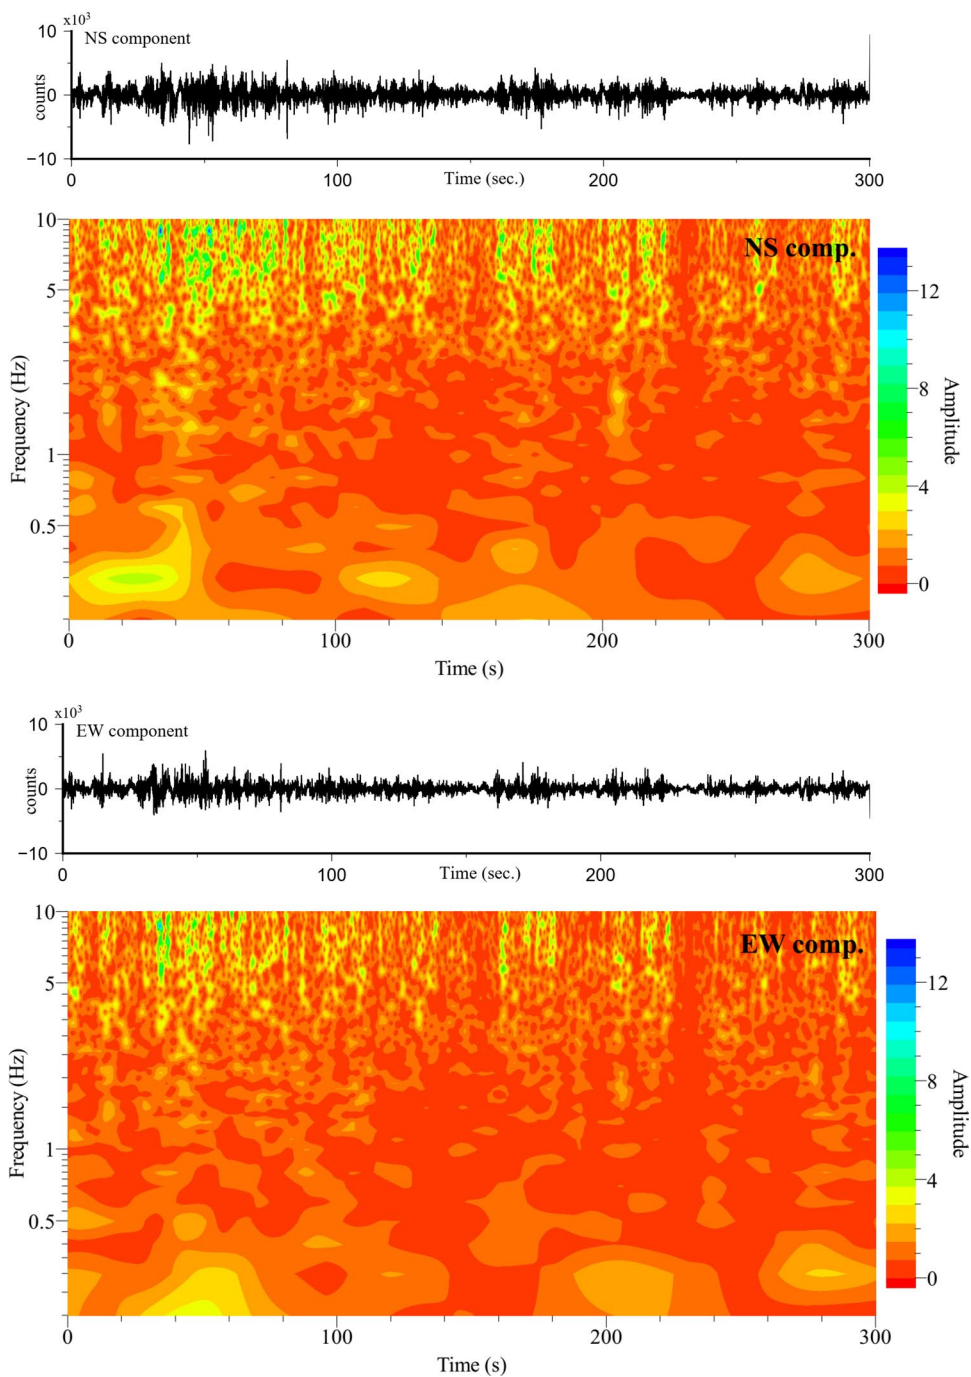 x10³
10
NS component
counts
0
−10
0
100
Time (sec.)
200
300
10
NS comp.
12
5
Frequency (Hz)
8
Amplitude
1
4
0.5
0
0
100
200
300
Time (s)
x10³
10
EW component
counts
0
−10
0
100
Time (sec.)
200
300
10
EW comp.
5
12
Frequency (Hz)
8
Amplitude
1
4
0.5
0
0
100
200
300
Time (s)